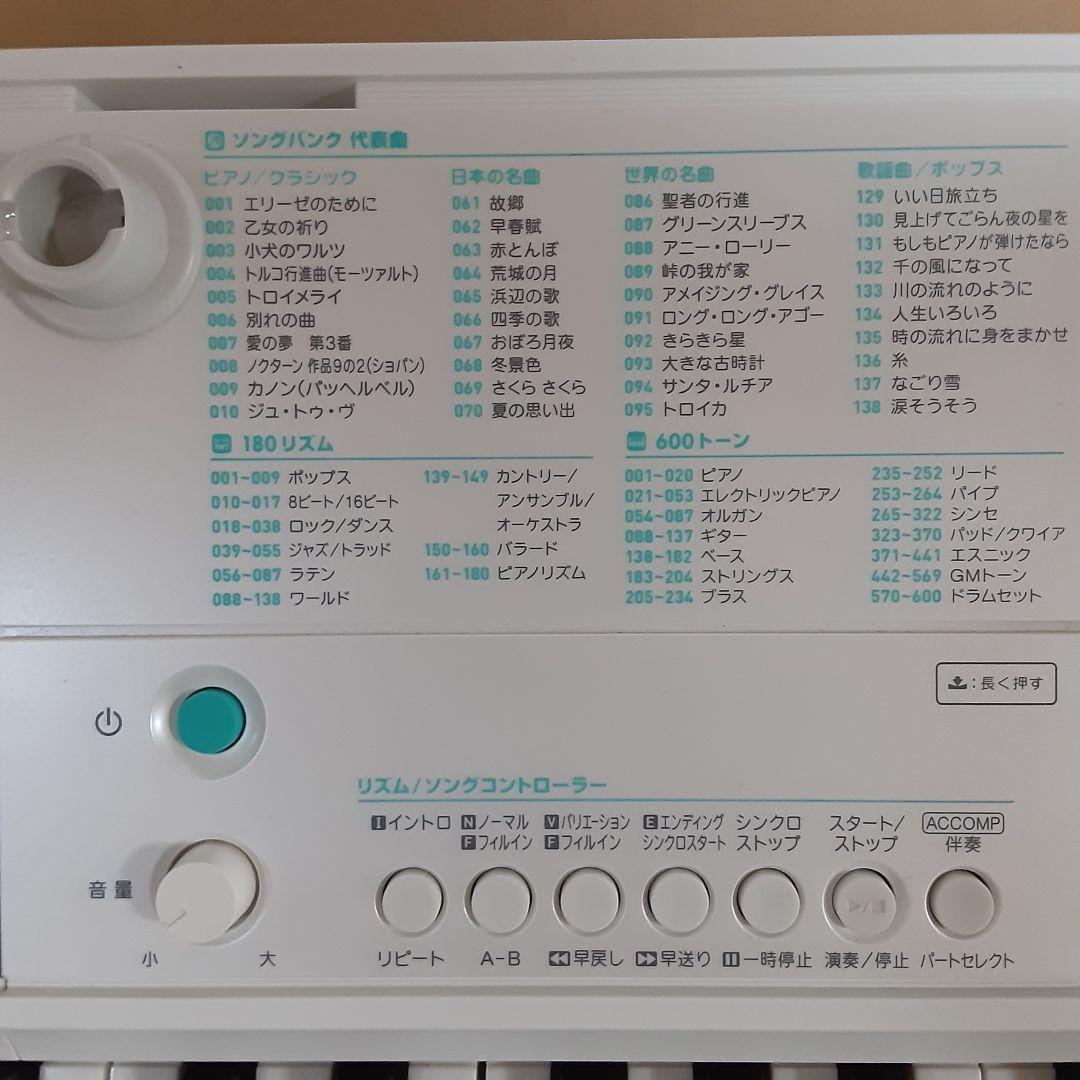 ソングバンク 代表曲
ピアノ/クラシック
001 エリーゼのために
002 乙女の祈り
003 小犬のワルツ
004 トルコ行進曲(モーツァルト)
005 トロイメライ
006 別れの曲
007 愛の夢 第3番
008 ノクターン 作品9の2(ショパン)
009 カノン(パッヘルベル)
010 ジュ・トゥ・ヴ
日本の名曲
061 故郷
062 早春賦
063 赤とんぼ
064 荒城の月
065 浜辺の歌
066 四季の歌
067 おぼろ月夜
068 冬景色
069 さくら さくら
070 夏の思い出
世界の名曲
086 聖者の行進
087 グリーンスリーブス
088 アニー・ローリー
089 峠の我が家
090 アメイジング・グレイス
091 ロング・ロング・アゴー
092 きらきら星
093 大きな古時計
094 サンタ・ルチア
095 トロイカ
歌謡曲/ポップス
129 いい日旅立ち
130 見上げてごらん夜の星を
131 もしもピアノが弾けたなら
132 千の風になって
133 川の流れのように
134 人生いろいろ
135 時の流れに身をまかせ
136 糸
137 なごり雪
138 涙そうそう
180リズム
001~009 ポップス
010~017 8ビート/16ビート
018~038 ロック/ダンス
039~055 ジャズ/トラッド
056~087 ラテン
088~138 ワールド
139~149 カントリー/
アンサンブル/
オーケストラ
150~160 バラード
161~180 ピアノリズム
600トーン
001~020 ピアノ
021~053 エレクトリックピアノ
054~087 オルガン
088~137 ギター
138~182 ベース
183~204 ストリングス
205~234 ブラス
235~252 リード
253~264 パイプ
265~322 シンセ
323~370 パッド/クワイア
371~441 エスニック
442~569 GMトーン
570~600 ドラムセット
:長く押す
リズム/ソングコントローラー
I イントロ
N ノーマル
F フィルイン
V バリエーション
F フィルイン
E エンディング
シンクロスタート
シンクロ
ストップ
スタート/
ストップ
ACCOMP
伴奏
音量
小 大
リピート
A-B
早戻し
早送り
一時停止
演奏/停止
パートセレクト